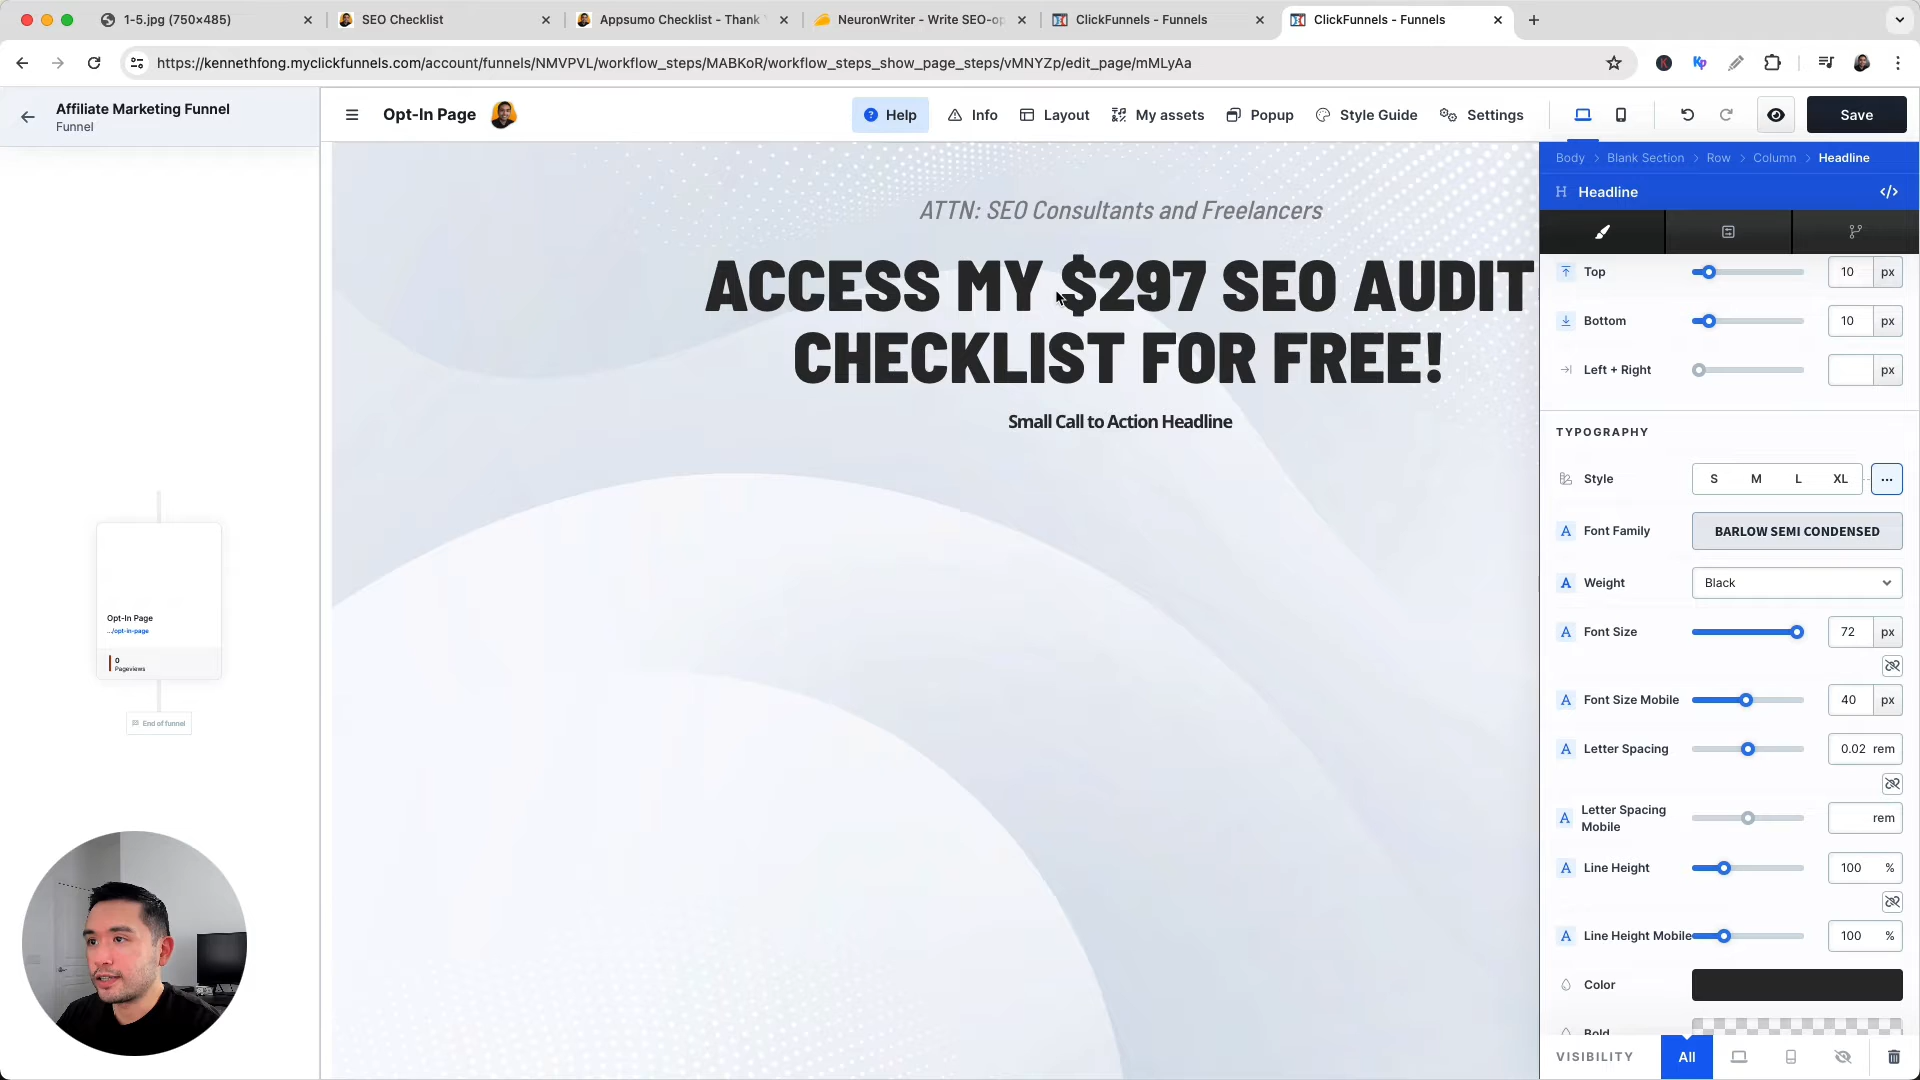 1-5.jpg (750×485)
SEO Checklist
Appsumo Checklist - Thank
NeuronWriter - Write SEO-op
ClickFunnels - Funnels
ClickFunnels - Funnels
https://kennethfong.myclickfunnels.com/account/funnels/NMVPVL/workflow_steps/MABKoR/workflow_steps_show_page_steps/vMNYZp/edit_page/mMLyAa
Affiliate Marketing Funnel
Funnel
Opt-In Page
Help
Info
Layout
My assets
Popup
Style Guide
Settings
Save
Body > Blank Section > Row > Column > Headline
H Headline
</>
Top 10 px
Bottom 10 px
Left + Right px
TYPOGRAPHY
Style S M L XL ...
A Font Family BARLOW SEMI CONDENSED
A Weight Black
A Font Size 72 px
A Font Size Mobile 40 px
A Letter Spacing 0.02 rem
A Letter Spacing Mobile rem
A Line Height 100 %
A Line Height Mobile 100 %
Color
Bold
VISIBILITY All
ATTN: SEO Consultants and Freelancers
ACCESS MY $297 SEO AUDIT
CHECKLIST FOR FREE!
Small Call to Action Headline
Opt-In Page
.../opt-in-page
0
Pageviews
End of funnel